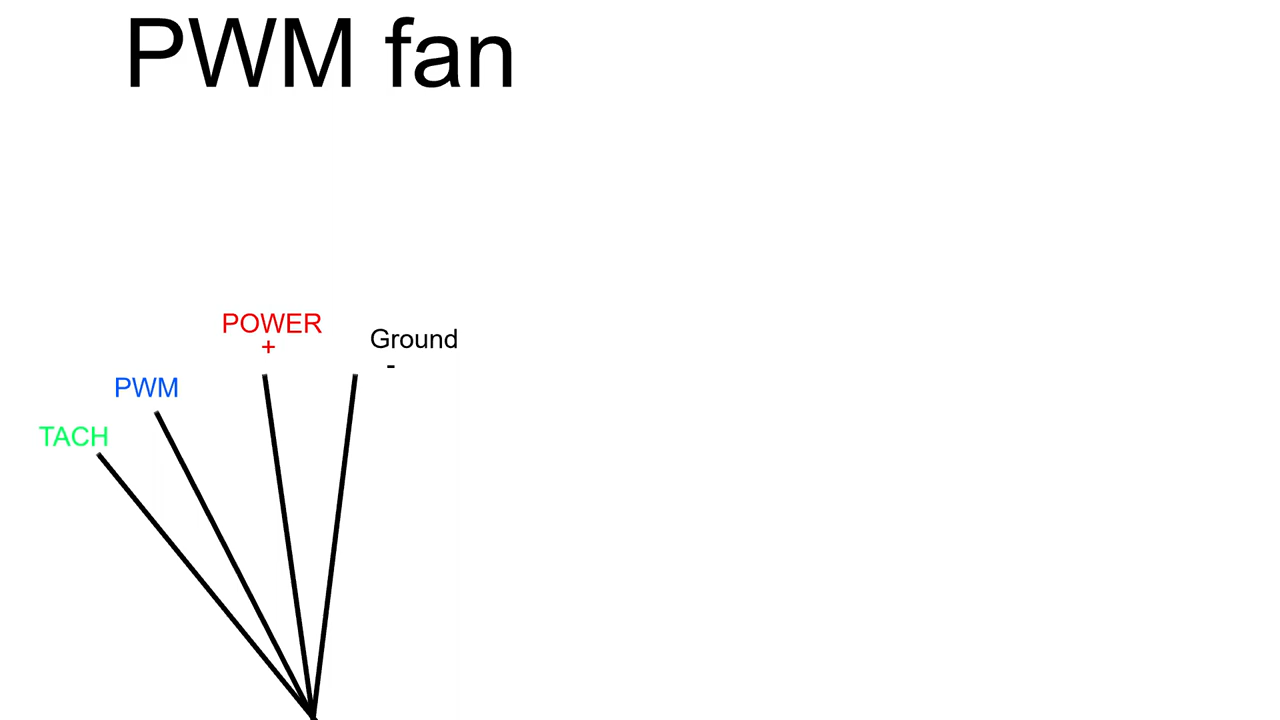 PWM fan
POWER
+
Ground
-
PWM
TACH